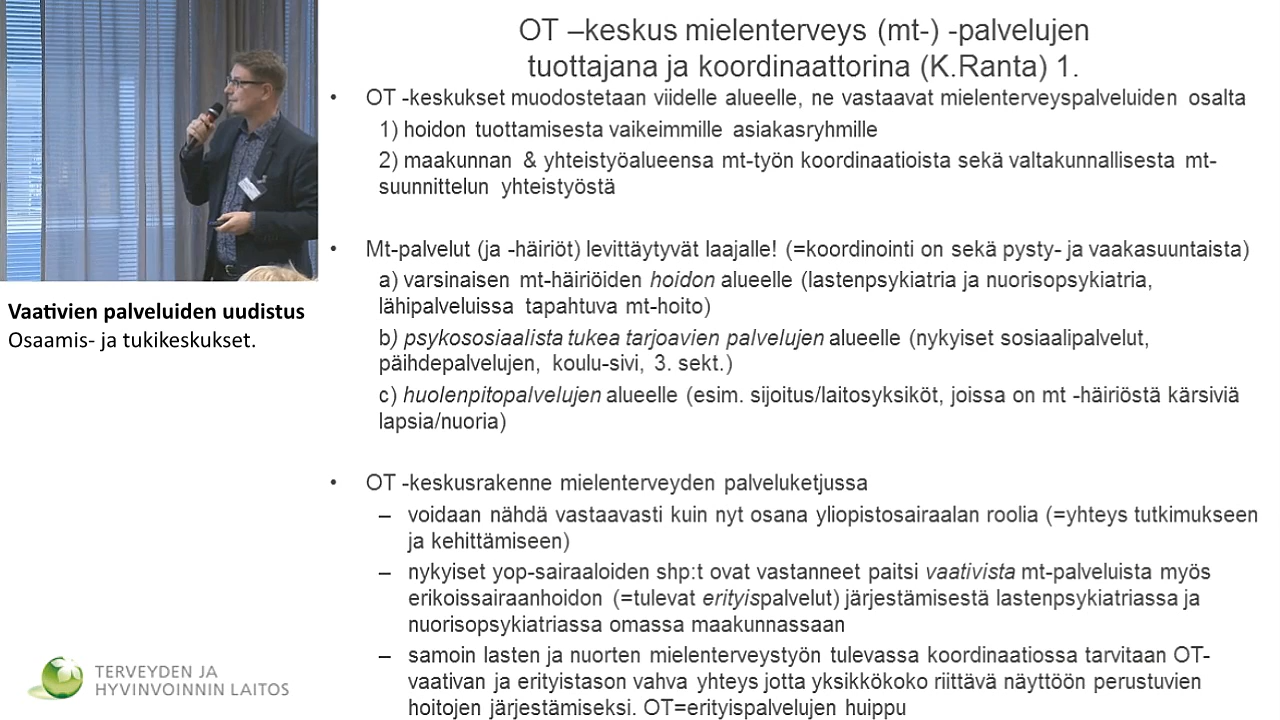 OT –keskus mielenterveys (mt-) -palvelujen
tuottajana ja koordinaattorina (K.Ranta) 1.
• OT -keskukset muodostetaan viidelle alueelle, ne vastaavat mielenterveyspalveluiden osalta
1) hoidon tuottamisesta vaikeimmille asiakasryhmille
2) maakunnan & yhteistyöalueensa mt-työn koordinaatioista sekä valtakunnallisesta mt-
suunnittelun yhteistyöstä
• Mt-palvelut (ja -häiriöt) levittäytyvät laajalle! (=koordinointi on sekä pysty- ja vaakasuuntaista)
a) varsinaisen mt-häiriöiden hoidon alueelle (lastenpsykiatria ja nuorisopsykiatria,
lähipalveluissa tapahtuva mt-hoito)
b) psykososiaalista tukea tarjoavien palvelujen alueelle (nykyiset sosiaalipalvelut,
päihdepalvelujen, koulu-sivi, 3. sekt.)
c) huolenpitopalvelujen alueelle (esim. sijoitus/laitosyksiköt, joissa on mt -häiriöstä kärsiviä
lapsia/nuoria)
• OT -keskusrakenne mielenterveyden palveluketjussa
– voidaan nähdä vastaavasti kuin nyt osana yliopistosairaalan roolia (=yhteys tutkimukseen
ja kehittämiseen)
– nykyiset yop-sairaaloiden shp:t ovat vastanneet paitsi vaativista mt-palveluista myös
erikoissairaanhoidon (=tulevat erityispalvelut) järjestämisestä lastenpsykiatriassa ja
nuorisopsykiatriassa omassa maakunnassaan
– samoin lasten ja nuorten mielenterveystyön tulevassa koordinaatiossa tarvitaan OT-
vaativan ja erityistason vahva yhteys jotta yksikkökoko riittävä näyttöön perustuvien
hoitojen järjestämiseksi. OT=erityispalvelujen huippu
Vaativien palveluiden uudistus
Osaamis- ja tukikeskukset.
TERVEYDEN JA
HYVINVOINNIN LAITOS